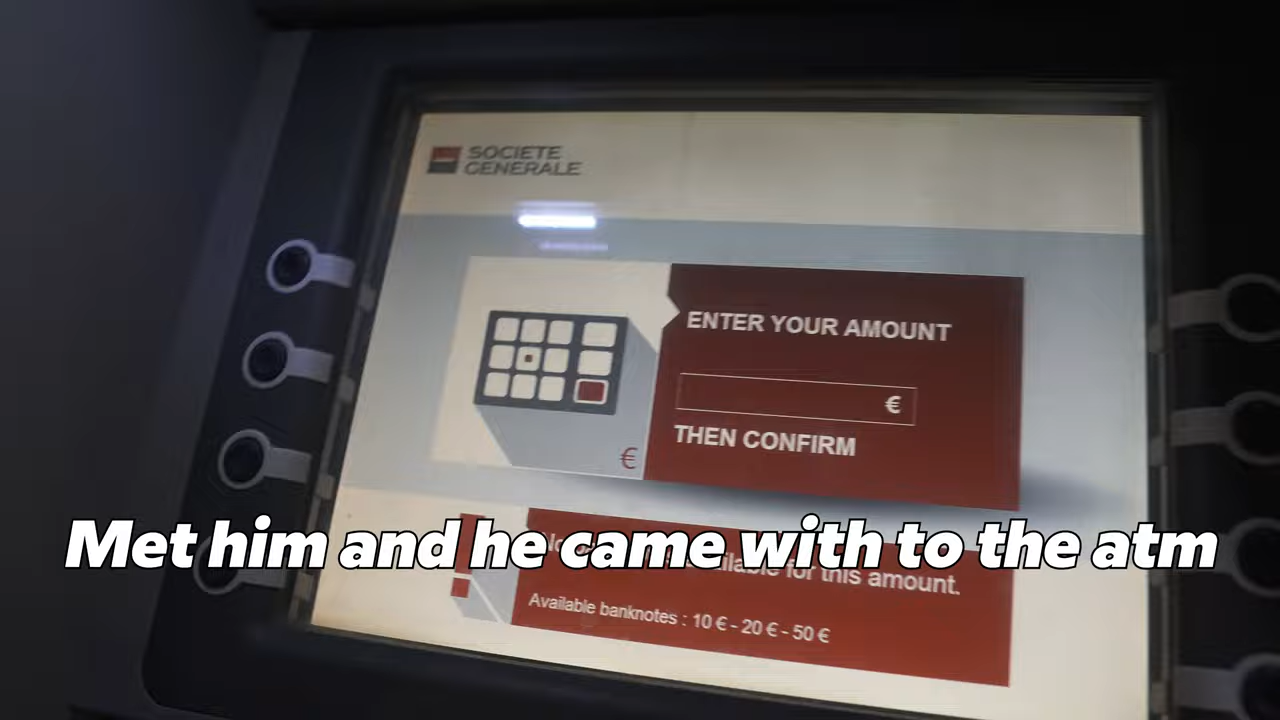 SOCIETE
GENERALE
ENTER YOUR AMOUNT
€
THEN CONFIRM
€
Met him and he came with to the atm
for this amount.
Available banknotes : 10 € - 20 € - 50 €